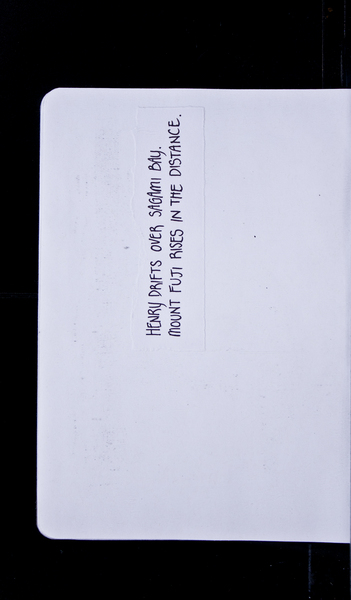 HENRY DRIFTS OVER SAGAMI BAY.
MOUNT FUJI RISES IN THE DISTANCE.